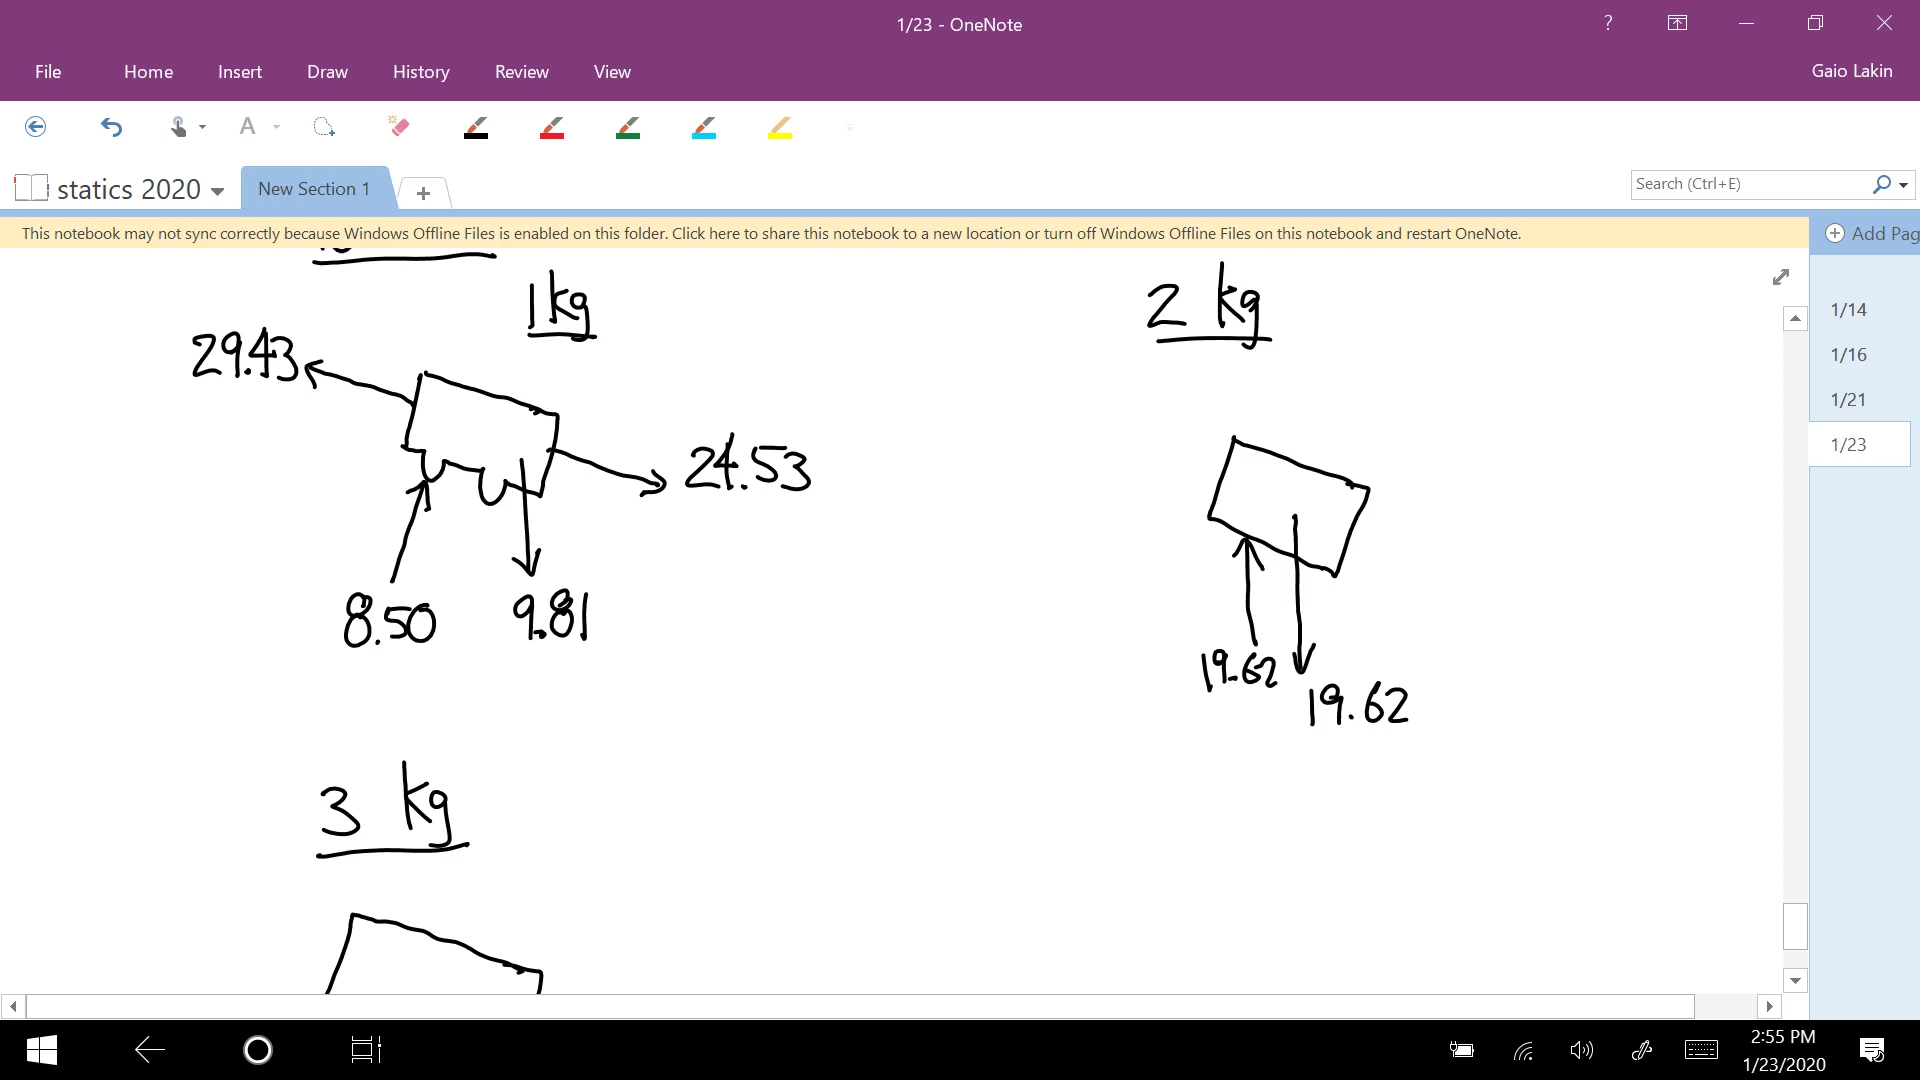 1/23 - OneNote
?
File Home Insert Draw History Review View
Gaio Lakin
A
statics 2020
New Section 1
+
Search (Ctrl+E)
This notebook may not sync correctly because Windows Offline Files is enabled on this folder. Click here to share this notebook to a new location or turn off Windows Offline Files on this notebook and restart OneNote.
Add Pag
1/14
1/16
1/21
1/23
1 kg
29.43
24.53
8.50
9.81
2 kg
19.62
19.62
3 kg
2:55 PM
1/23/2020